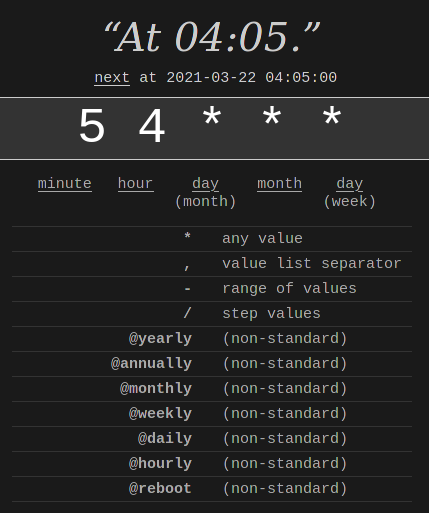 “At 04:05.”
next at 2021-03-22 04:05:00
5 4 * * *
minute hour day month day
(month) (week)
* any value
, value list separator
- range of values
/ step values
@yearly (non-standard)
@annually (non-standard)
@monthly (non-standard)
@weekly (non-standard)
@daily (non-standard)
@hourly (non-standard)
@reboot (non-standard)